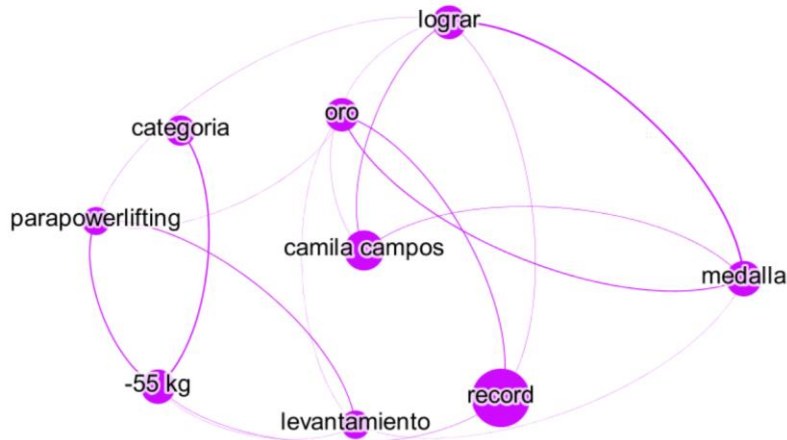 lograr
oro
categoria
parapowerlifting
camila campos
medalla
-55 kg
record
levantamiento